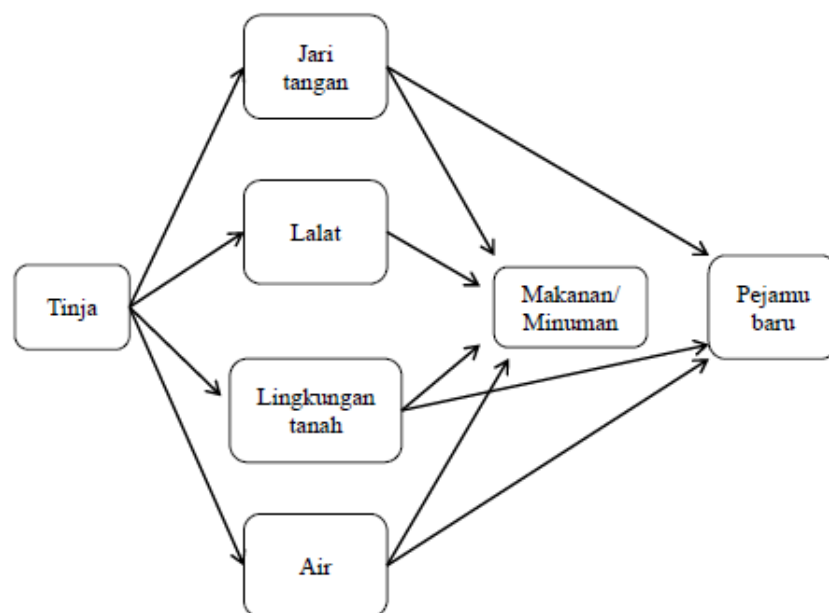 Jari
tangan
Lalat
Tinja
Makanan/
Minuman
Pejamu
baru
Lingkungan
tanah
Air